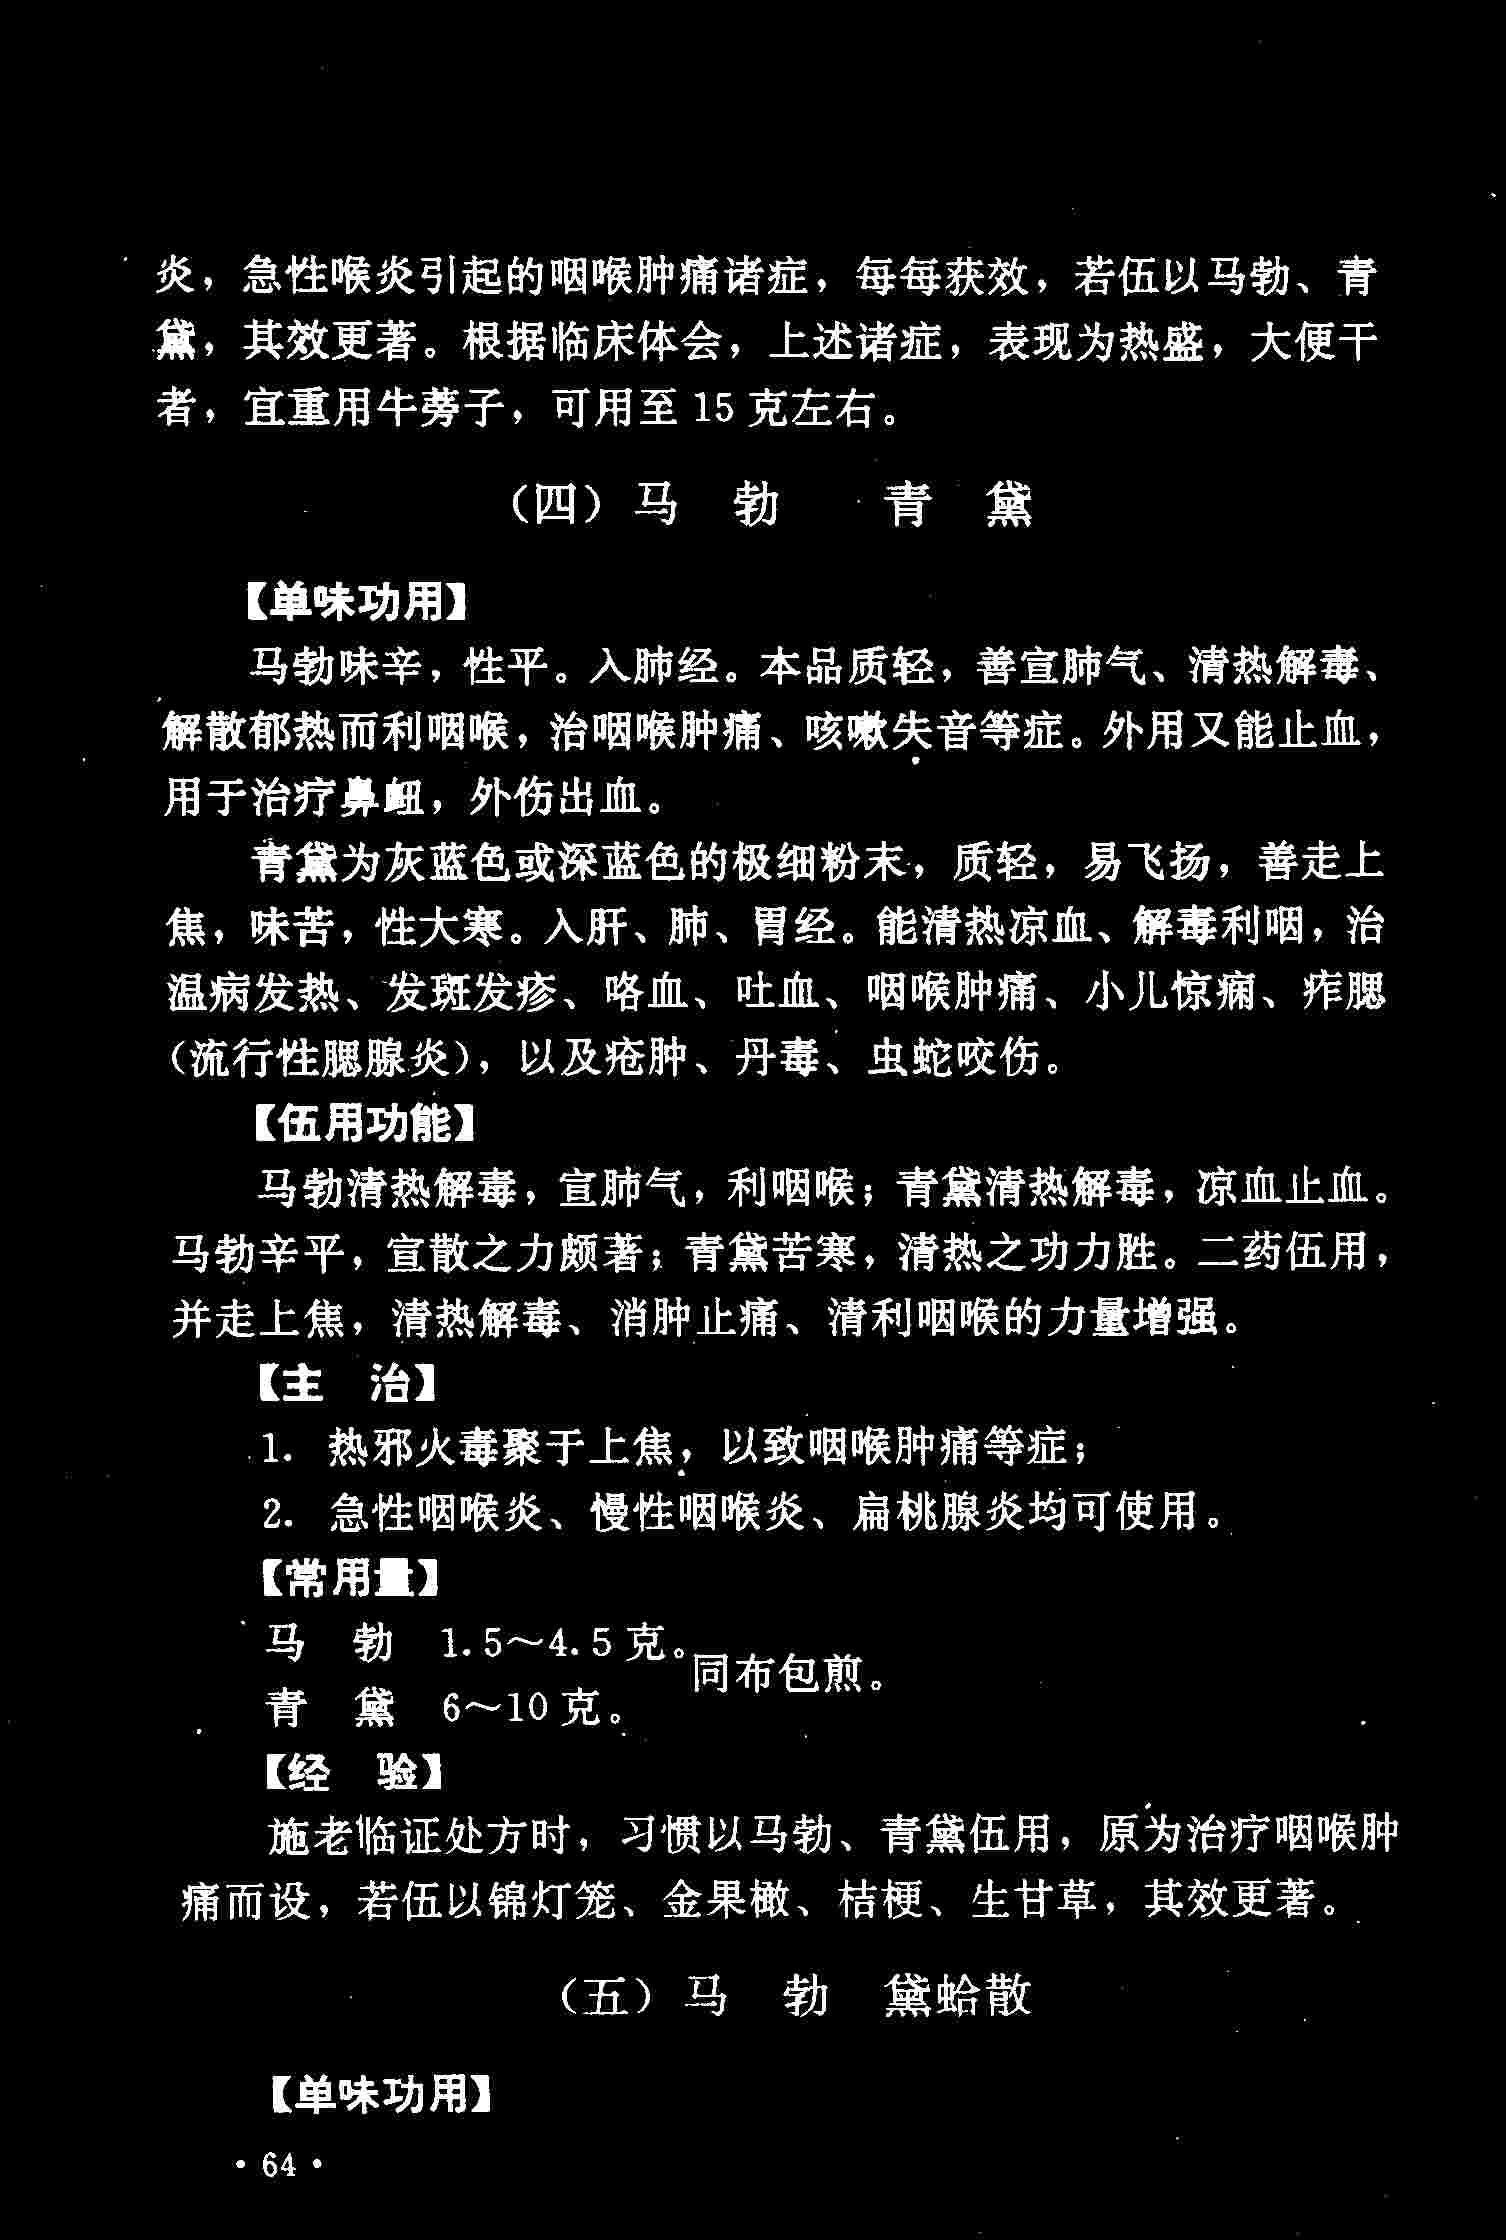 炎，急性喉炎引起的咽喉肿痛诸症，每每获效，若伍以马勃、青
黛，其效更著。根据临床体会，上述诸症，表现为热盛，大便干
者，宜重用牛蒡子，可用至 15 克左右。
（四）马　勃　　青　黛
【单味功用】
马勃味辛，性平。入肺经。本品质轻，善宣肺气、清热解毒、
解散郁热而利咽喉，治咽喉肿痛、咳嗽失音等症。外用又能止血，
用于治疗鼻衄，外伤出血。
青黛为灰蓝色或深蓝色的极细粉末，质轻，易飞扬，善走上
焦，味苦，性大寒。入肝、肺、胃经。能清热凉血、解毒利咽，治
温病发热、发斑发疹、咯血、吐血、咽喉肿痛、小儿惊痫、痄腮
（流行性腮腺炎），以及疮肿、丹毒、虫蛇咬伤。
【伍用功能】
马勃清热解毒，宣肺气，利咽喉；青黛清热解毒，凉血止血。
马勃辛平，宣散之力颇著；青黛苦寒，清热之功力胜。二药伍用，
并走上焦，清热解毒、消肿止痛、清利咽喉的力量增强。
【主　治】
1. 热邪火毒聚于上焦，以致咽喉肿痛等症；
2. 急性咽喉炎、慢性咽喉炎、扁桃腺炎均可使用。
【常用量】
马　勃　1.5～4.5 克。
同布包煎。
青　黛　6～10 克。
【经　验】
施老临证处方时，习惯以马勃、青黛伍用，原为治疗咽喉肿
痛而设，若伍以锦灯笼、金果橄、桔梗、生甘草，其效更著。
（五）马　勃　黛蛤散
【单味功用】
· 64 ·